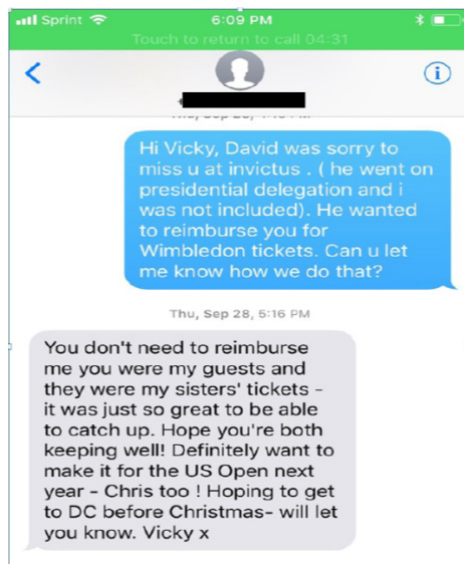 Sprint 6:09 PM
Touch to return to call 04:31
Hi Vicky, David was sorry to
miss u at invictus . ( he went on
presidential delegation and i
was not included). He wanted
to reimburse you for
Wimbledon tickets. Can u let
me know how we do that?
Thu, Sep 28, 5:16 PM
You don't need to reimburse
me you were my guests and
they were my sisters' tickets -
it was just so great to be able
to catch up. Hope you're both
keeping well! Definitely want to
make it for the US Open next
year - Chris too ! Hoping to get
to DC before Christmas- will let
you know. Vicky x